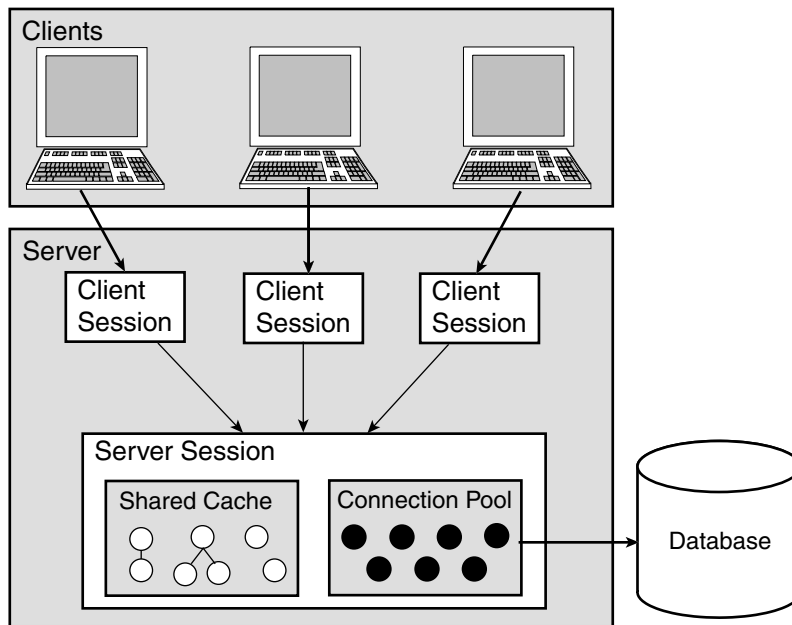 Clients
Server
Client
Session
Client
Session
Client
Session
Server Session
Shared Cache
Connection Pool
Database